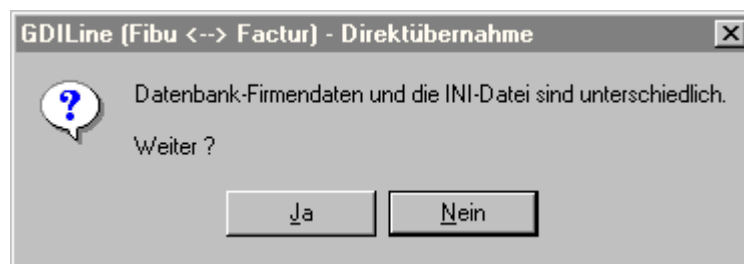 GDILine (Fibu <--> Factur) - Direktübernahme
Datenbank-Firmendaten und die INI-Datei sind unterschiedlich.
Weiter ?
Ja
Nein